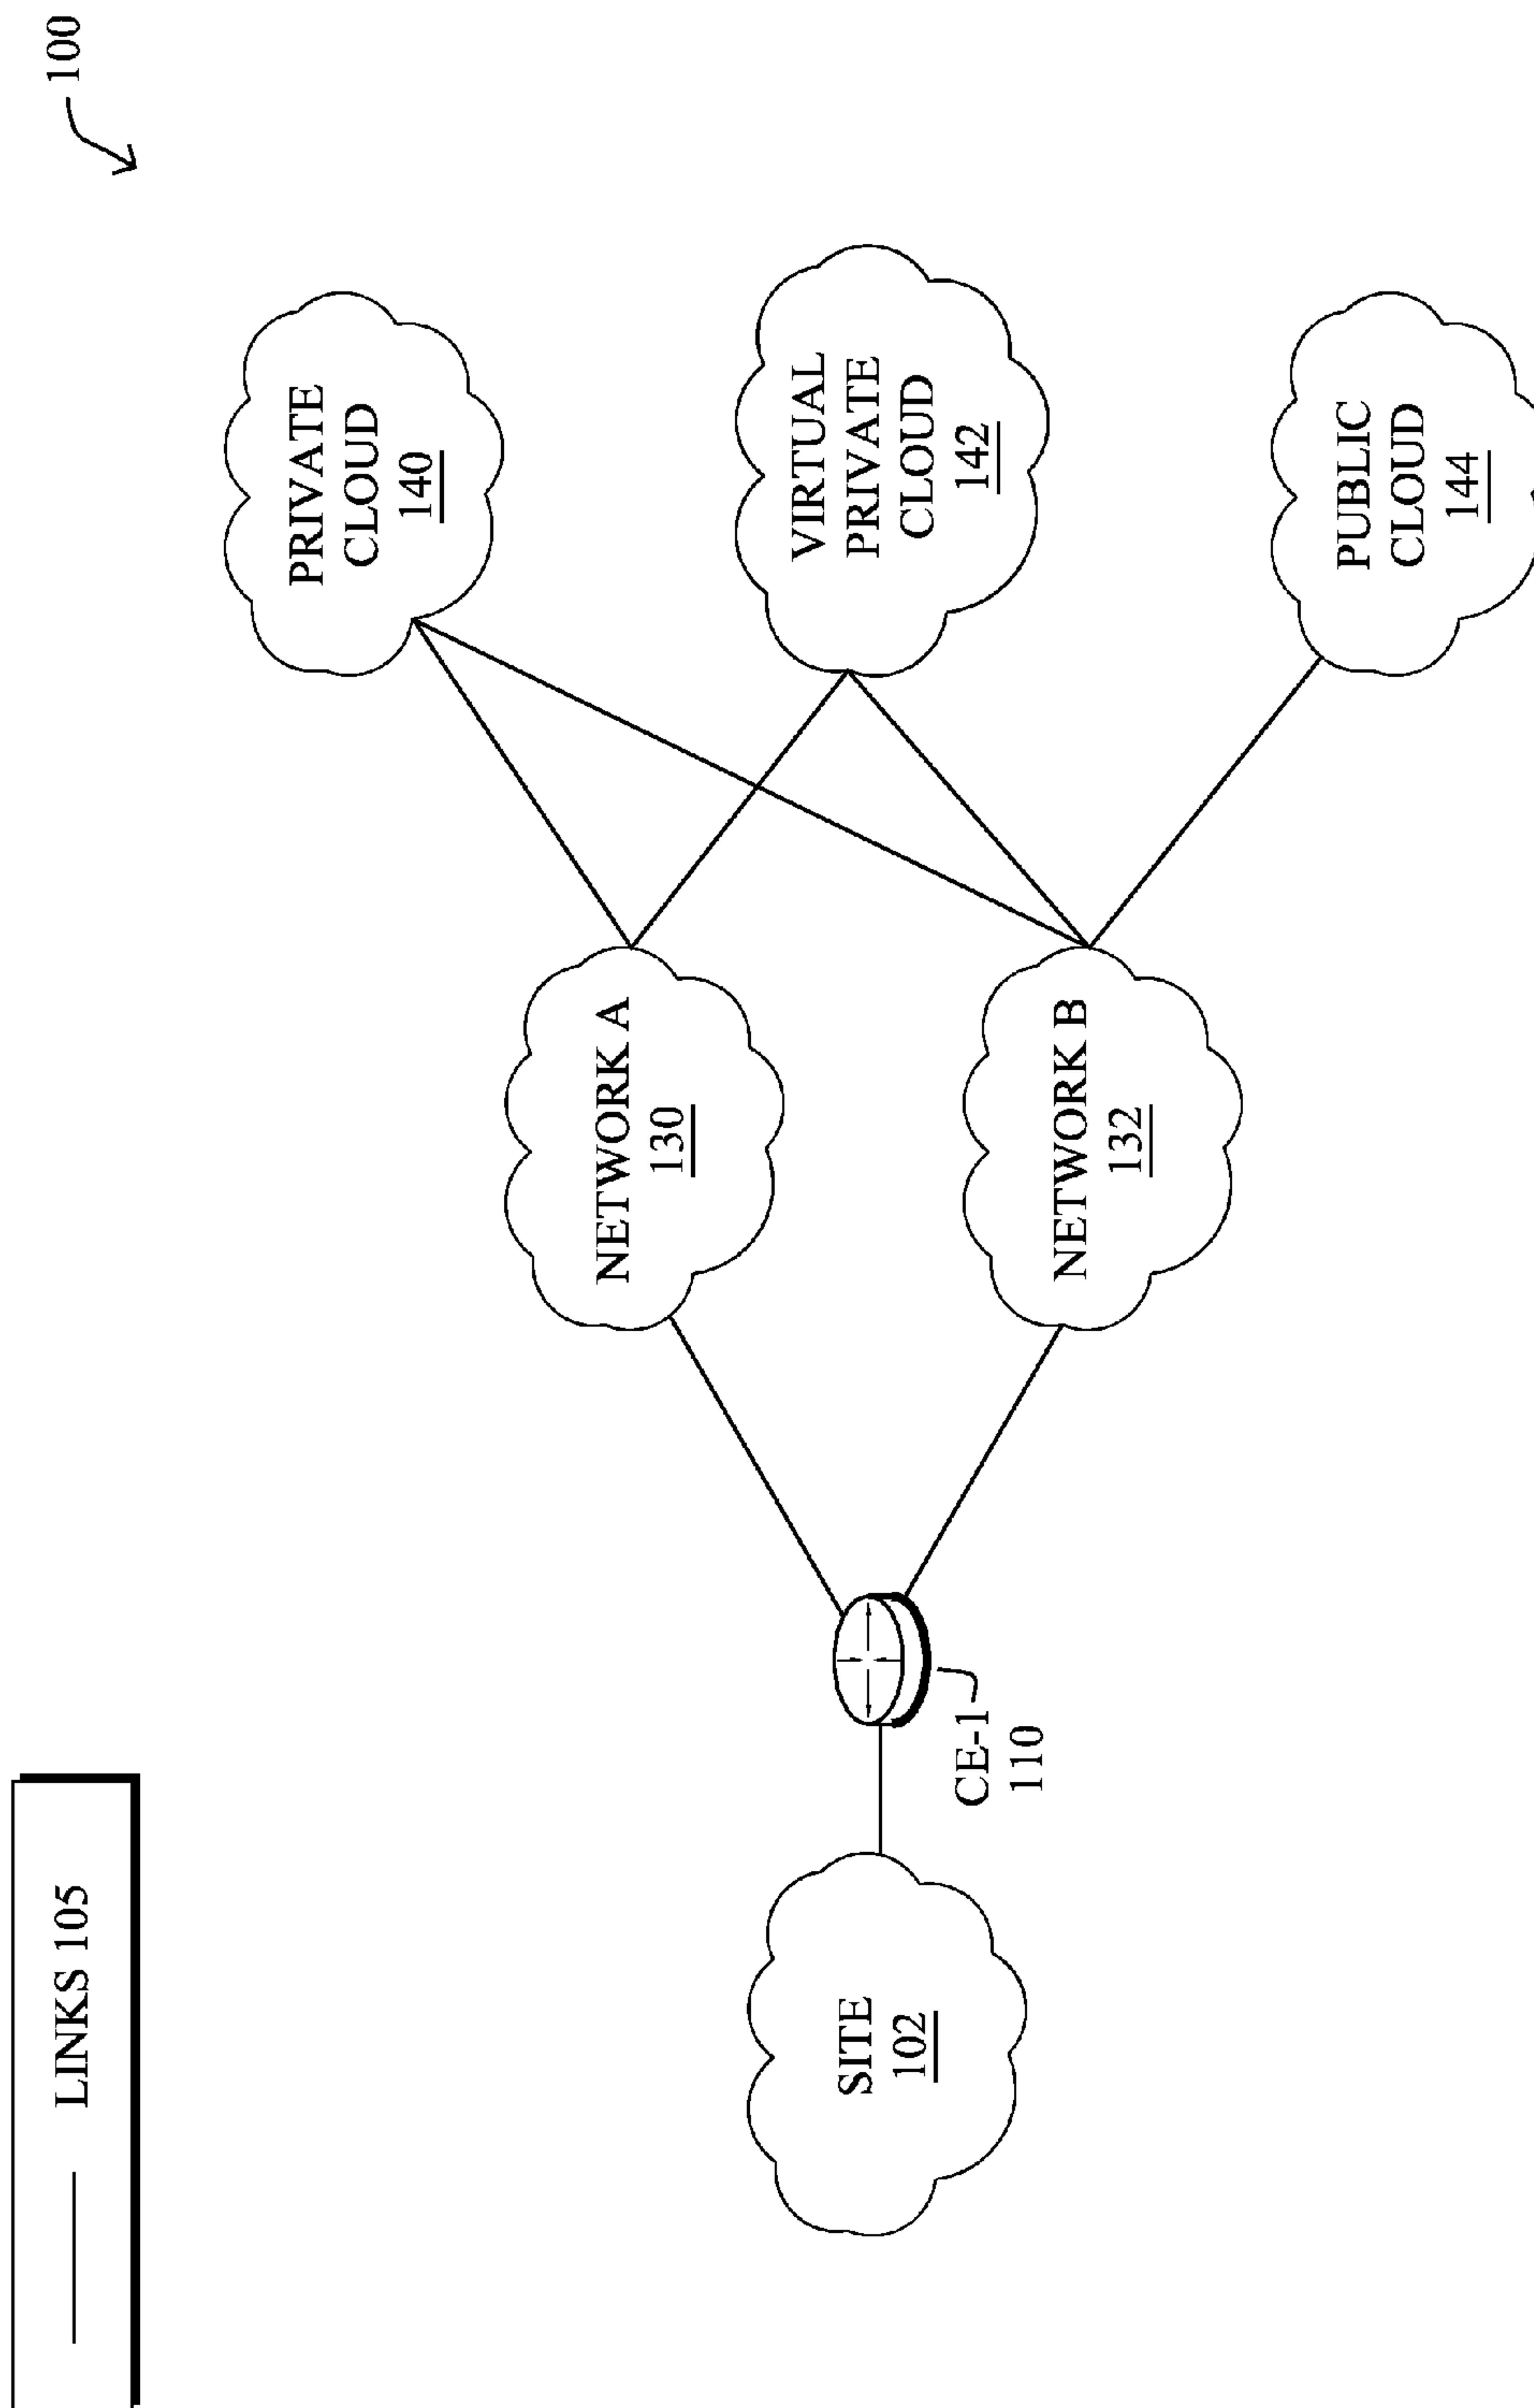 100
LINKS 105
PRIVATE
CLOUD
140
NETWORK A
130
VIRTUAL
PRIVATE
CLOUD
142
SITE
102
CE-1
110
NETWORK B
132
PUBLIC
CLOUD
144